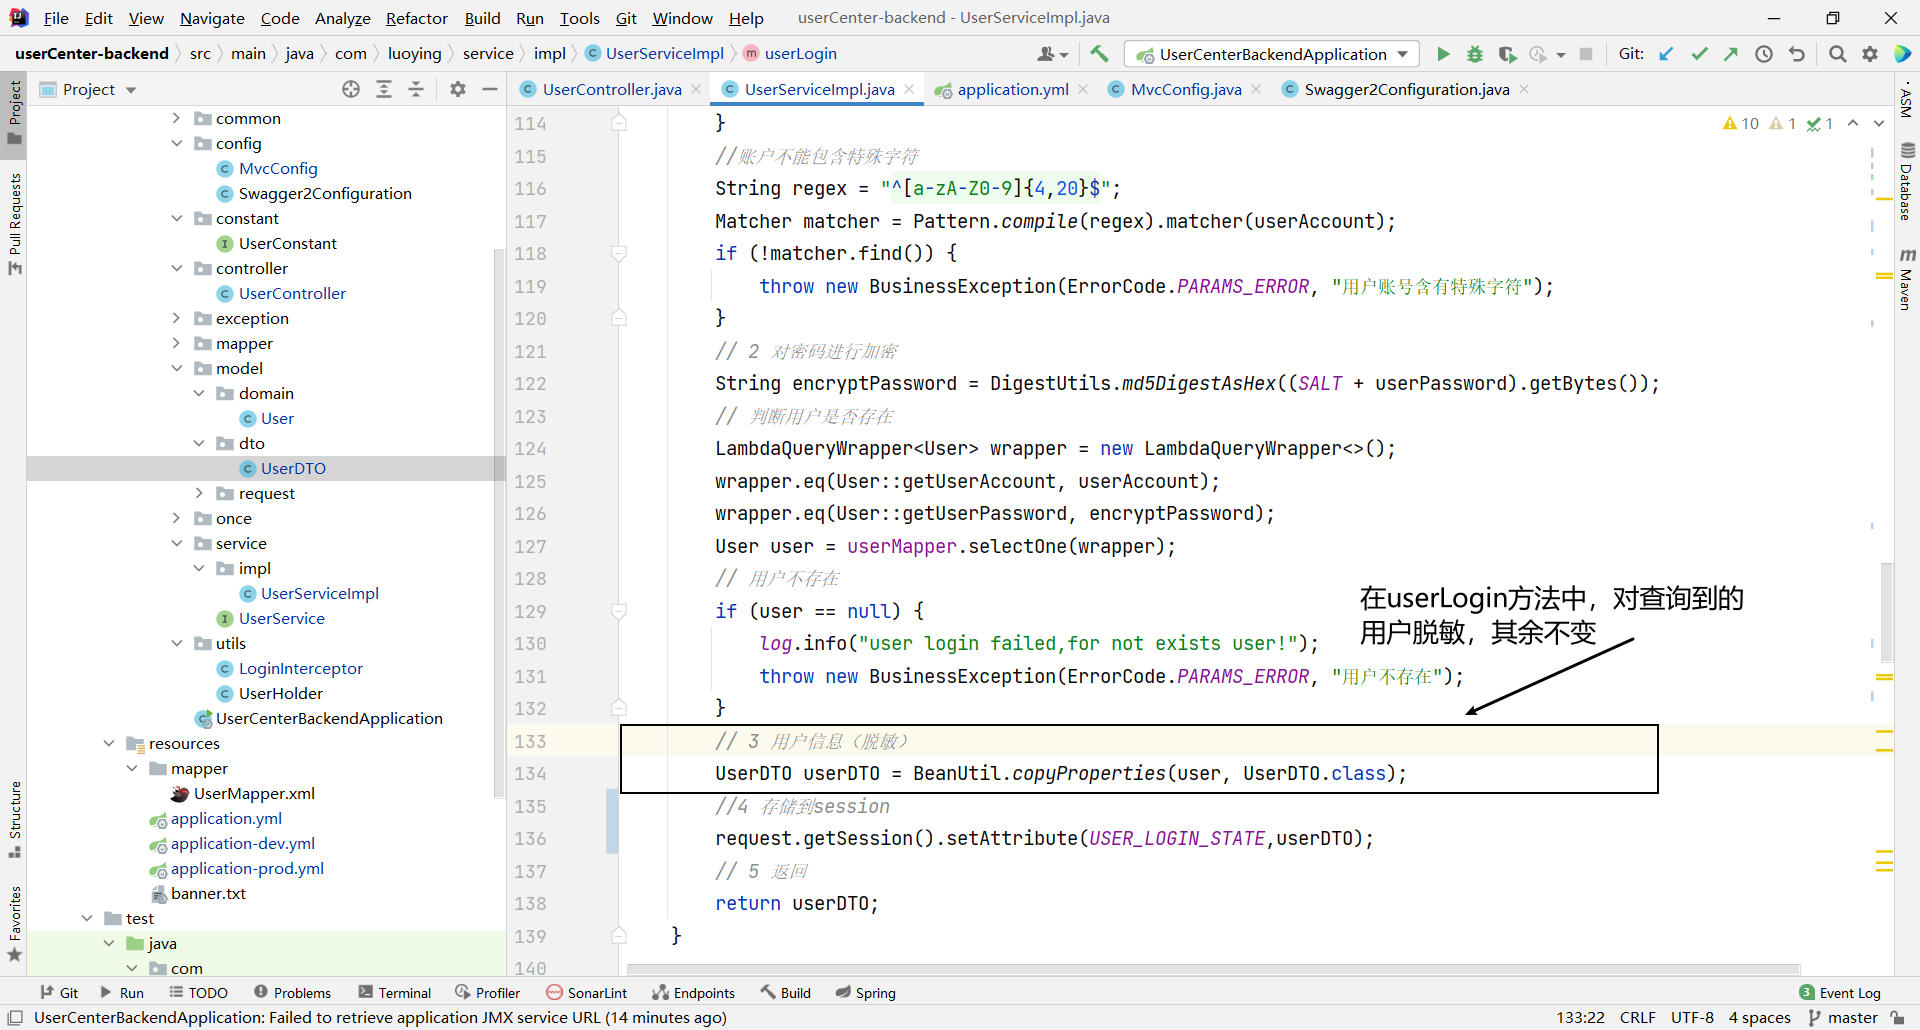 File Edit View Navigate Code Analyze Refactor Build Run Tools Git Window Help userCenter-backend - UserServiceImpl.java
userCenter-backend src main java com luoying service impl UserServiceImpl userLogin UserCenterBackendApplication Git:
Project
UserController.java UserServiceImpl.java application.yml MvcConfig.java Swagger2Configuration.java
Project
Pull Requests
Structure
Favorites
common
config
MvcConfig
Swagger2Configuration
constant
UserConstant
controller
UserController
exception
mapper
model
domain
User
dto
UserDTO
request
once
service
impl
UserServiceImpl
UserService
utils
LoginInterceptor
UserHolder
UserCenterBackendApplication
resources
mapper
UserMapper.xml
application.yml
application-dev.yml
application-prod.yml
banner.txt
test
java
com
10 1 1
114 }
115 //账户不能包含特殊字符
116 String regex = "^[a-zA-Z0-9]{4,20}$";
117 Matcher matcher = Pattern.compile(regex).matcher(userAccount);
118 if (!matcher.find()) {
119 throw new BusinessException(ErrorCode.PARAMS_ERROR, "用户账号含有特殊字符");
120 }
121 // 2 对密码进行加密
122 String encryptPassword = DigestUtils.md5DigestAsHex((SALT + userPassword).getBytes());
123 // 判断用户是否存在
124 LambdaQueryWrapper<User> wrapper = new LambdaQueryWrapper<>();
125 wrapper.eq(User::getUserAccount, userAccount);
126 wrapper.eq(User::getUserPassword, encryptPassword);
127 User user = userMapper.selectOne(wrapper);
128 // 用户不存在
129 if (user == null) {
130 log.info("user login failed,for not exists user!");
131 throw new BusinessException(ErrorCode.PARAMS_ERROR, "用户不存在");
132 }
133 // 3 用户信息（脱敏）
134 UserDTO userDTO = BeanUtil.copyProperties(user, UserDTO.class);
135 //4 存储到session
136 request.getSession().setAttribute(USER_LOGIN_STATE,userDTO);
137 // 5 返回
138 return userDTO;
139 }
140
在userLogin方法中，对查询到的
用户脱敏，其余不变
ASM
Database
m Maven
Git Run TODO Problems Terminal Profiler SonarLint Endpoints Build Spring 3 Event Log
UserCenterBackendApplication: Failed to retrieve application JMX service URL (14 minutes ago) 133:22 CRLF UTF-8 4 spaces master